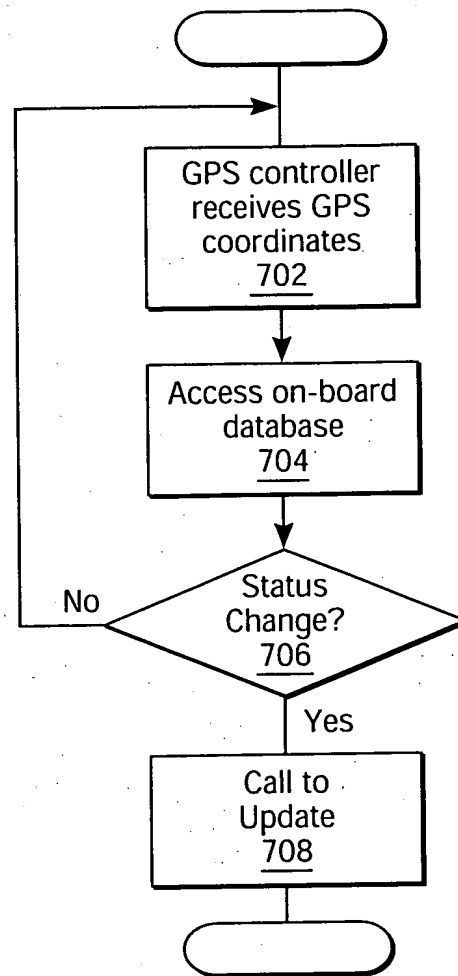 GPS controller
receives GPS
coordinates
702
Access on-board
database
704
Status
Change?
706
No
Yes
Call to
Update
708